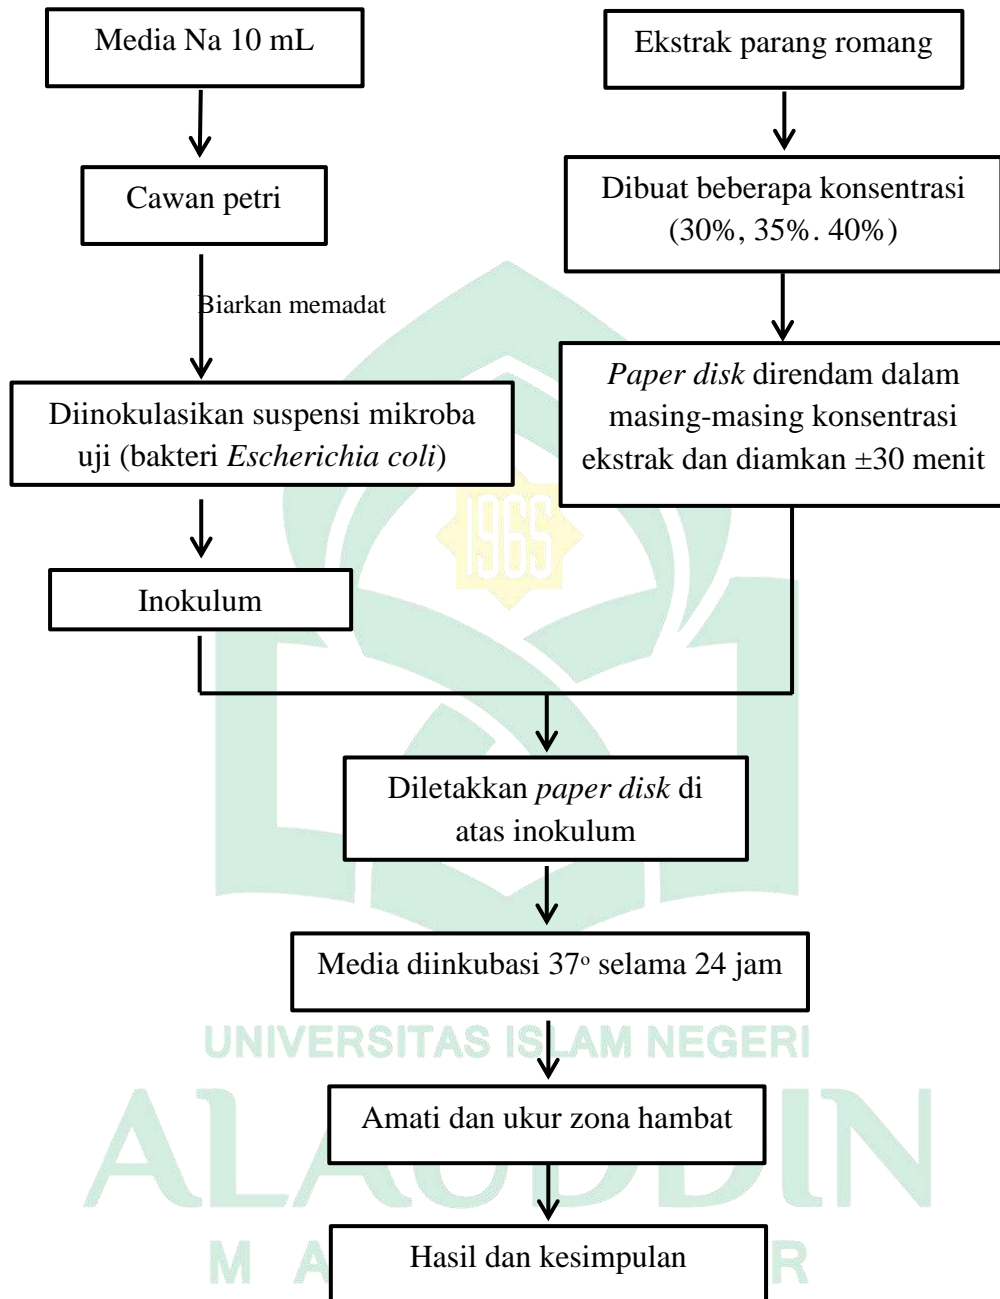 Media Na 10 mL
Cawan petri
Biarkan memadat
Diinokulasikan suspensi mikroba
uji (bakteri Escherichia coli)
Inokulum
Ekstrak parang romang
Dibuat beberapa konsentrasi
(30%, 35%. 40%)
Paper disk direndam dalam
masing-masing konsentrasi
ekstrak dan diamkan ±30 menit
1965
Diletakkan paper disk di
atas inokulum
Media diinkubasi 37º selama 24 jam
UNIVERSITAS ISLAM NEGERI
Amati dan ukur zona hambat
ALAUDDIN
Hasil dan kesimpulan